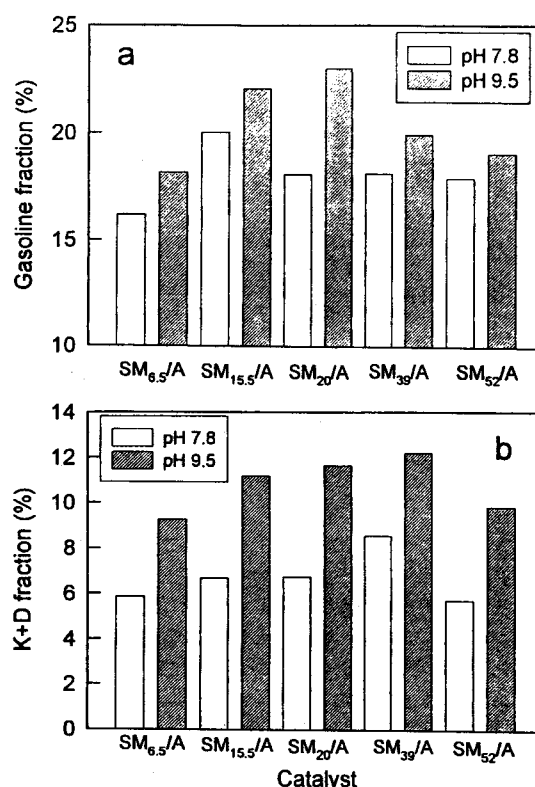 25
20
15
10
Gasoline fraction (%)
a
pH 7.8
pH 9.5
SM6.5/A SM15.5/A SM20/A SM39/A SM52/A
14
12
10
8
6
4
2
0
K+D fraction (%)
pH 7.8
pH 9.5
b
SM6.5/A SM15.5/A SM20/A SM39/A SM52/A
Catalyst